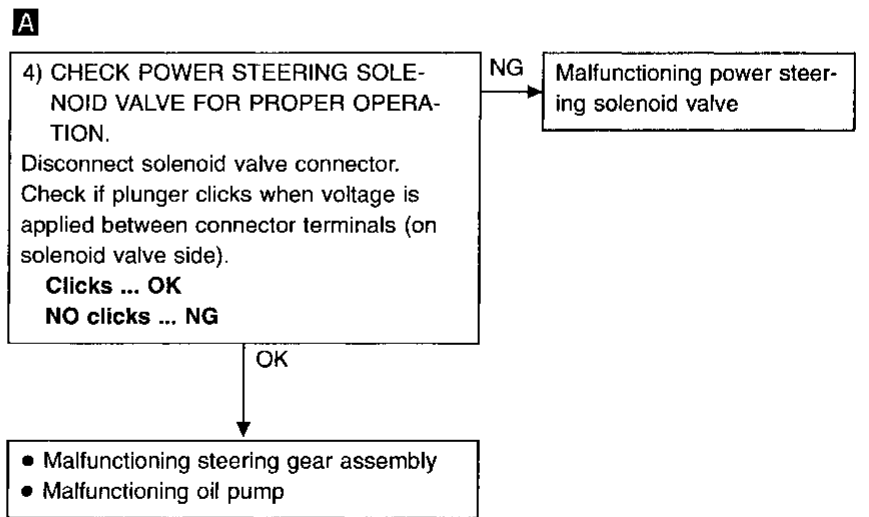 A
4) CHECK POWER STEERING SOLE-
NOID VALVE FOR PROPER OPERA-
TION.
Disconnect solenoid valve connector.
Check if plunger clicks when voltage is
applied between connector terminals (on
solenoid valve side).
Clicks ... OK
NO clicks ... NG
NG
Malfunctioning power steer-
ing solenoid valve
OK
● Malfunctioning steering gear assembly
● Malfunctioning oil pump